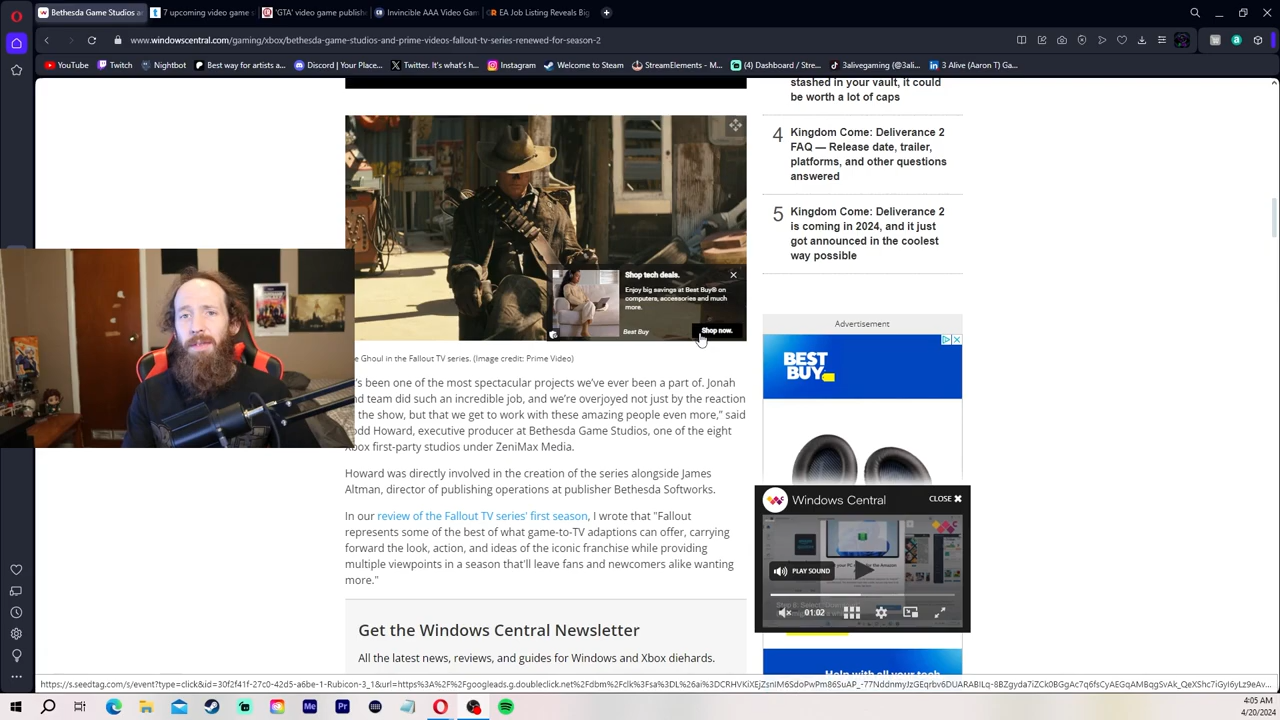 Bethesda Game Studios a
7 upcoming video game s
'GTA' video game publishe
Invincible AAA Video Gam
EA Job Listing Reveals Big
www.windowscentral.com/gaming/xbox/bethesda-game-studios-and-prime-videos-fallout-tv-series-renewed-for-season-2
YouTube
Twitch
Nightbot
Best way for artists a...
Discord | Your Place...
Twitter. It's what's h...
Instagram
Welcome to Steam
StreamElements - M...
(4) Dashboard / Stre...
3alivegaming (@3ali...
3 Alive (Aaron T) Ga...
stashed in your vault, it could
be worth a lot of caps
4
Kingdom Come: Deliverance 2
FAQ — Release date, trailer,
platforms, and other questions
answered
5
Kingdom Come: Deliverance 2
is coming in 2024, and it just
got announced in the coolest
way possible
Shop tech deals.
Enjoy big savings at Best Buy® on
computers, accessories and much
more.
Best Buy
Shop now.
e Ghoul in the Fallout TV series. (Image credit: Prime Video)
's been one of the most spectacular projects we've ever been a part of. Jonah
nd team did such an incredible job, and we're overjoyed not just by the reaction
the show, but that we get to work with these amazing people even more," said
odd Howard, executive producer at Bethesda Game Studios, one of the eight
box first-party studios under ZeniMax Media.
Howard was directly involved in the creation of the series alongside James
Altman, director of publishing operations at publisher Bethesda Softworks.
In our review of the Fallout TV series' first season, I wrote that "Fallout
represents some of the best of what game-to-TV adaptions can offer, carrying
forward the look, action, and ideas of the iconic franchise while providing
multiple viewpoints in a season that'll leave fans and newcomers alike wanting
more."
Get the Windows Central Newsletter
All the latest news, reviews, and guides for Windows and Xbox diehards.
Advertisement
BEST
BUY
Windows Central
CLOSE
PLAY SOUND
01:02
Help with all your tech
4:05 AM
4/20/2024